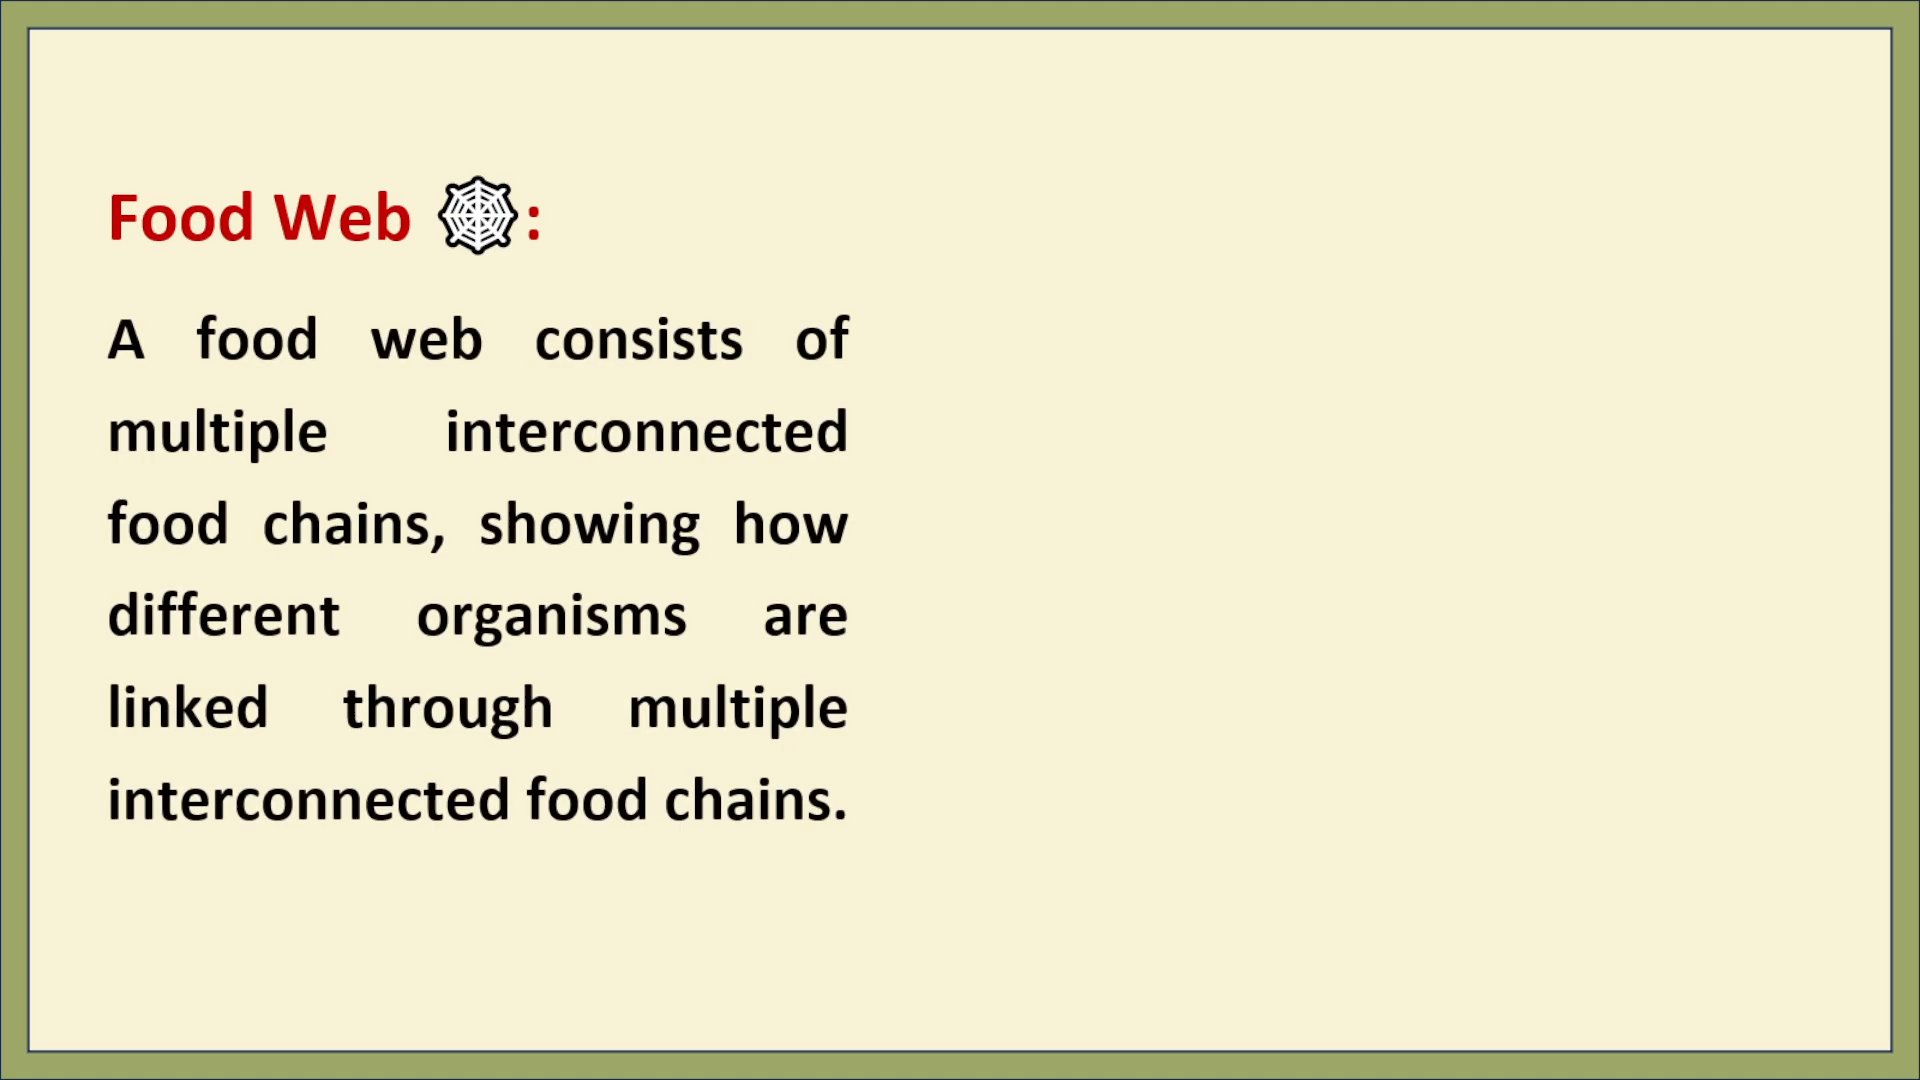 Food Web 🕸:
A food web consists of
multiple interconnected
food chains, showing how
different organisms are
linked through multiple
interconnected food chains.